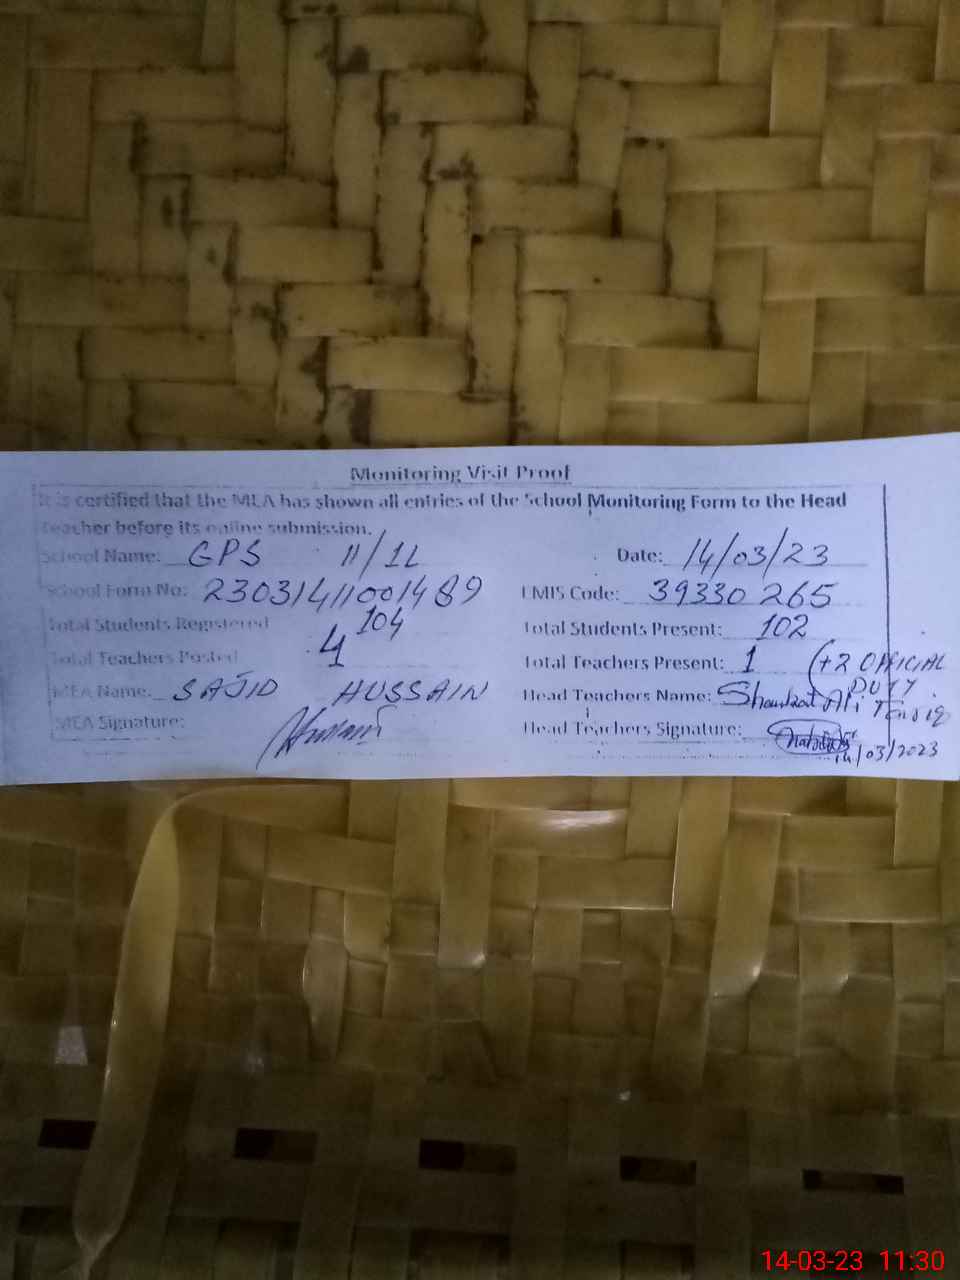 Monitoring Visit Proof
It is certified that the MEA has shown all entries of the School Monitoring Form to the Head
Teacher before its online submission.
School Name: GPS 11/1L Date: 14/03/23
School Form No: 23031411001489 EMIS Code: 39330265
Total Students Registered 104 Total Students Present: 102
Total Teachers Posted 4 Total Teachers Present: 1 (+2 OFFICIAL DUTY
MEA Name: SAJID HUSSAIN Head Teachers Name: Shaukat Ali Tariq
MEA Signature: Head Teachers Signature:
14/03/2023
14-03-23 11:30